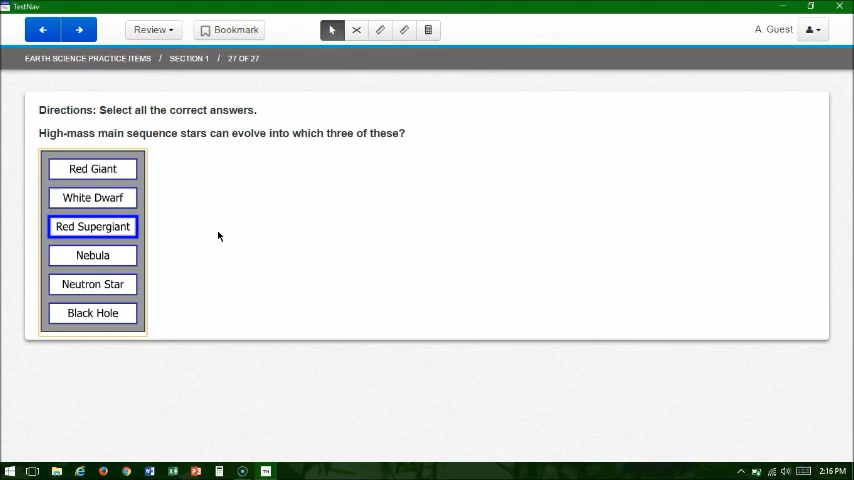 TestNav
Review
Bookmark
A. Guest
EARTH SCIENCE PRACTICE ITEMS / SECTION 1 / 27 OF 27
Directions: Select all the correct answers.
High-mass main sequence stars can evolve into which three of these?
Red Giant
White Dwarf
Red Supergiant
Nebula
Neutron Star
Black Hole
2:16 PM